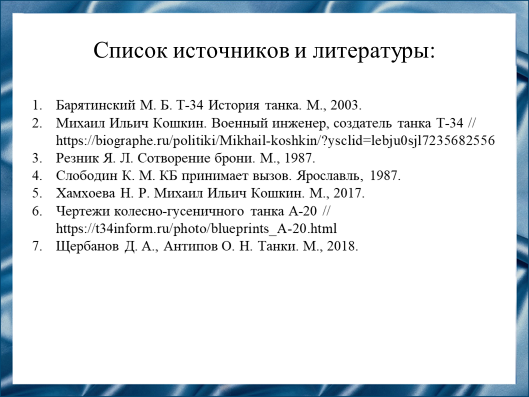 Список источников и литературы:
1. Барятинский М. Б. Т-34 История танка. М., 2003.
2. Михаил Ильич Кошкин. Военный инженер, создатель танка Т-34 //
https://biographe.ru/politiki/Mikhail-koshkin/?ysclid=lebju0sjl7235682556
3. Резник Я. Л. Сотворение брони. М., 1987.
4. Слободин К. М. КБ принимает вызов. Ярославль, 1987.
5. Хамхоева Н. Р. Михаил Ильич Кошкин. М., 2017.
6. Чертежи колесно-гусеничного танка А-20 //
https://t34inform.ru/photo/blueprints_A-20.html
7. Щербанов Д. А., Антипов О. Н. Танки. М., 2018.